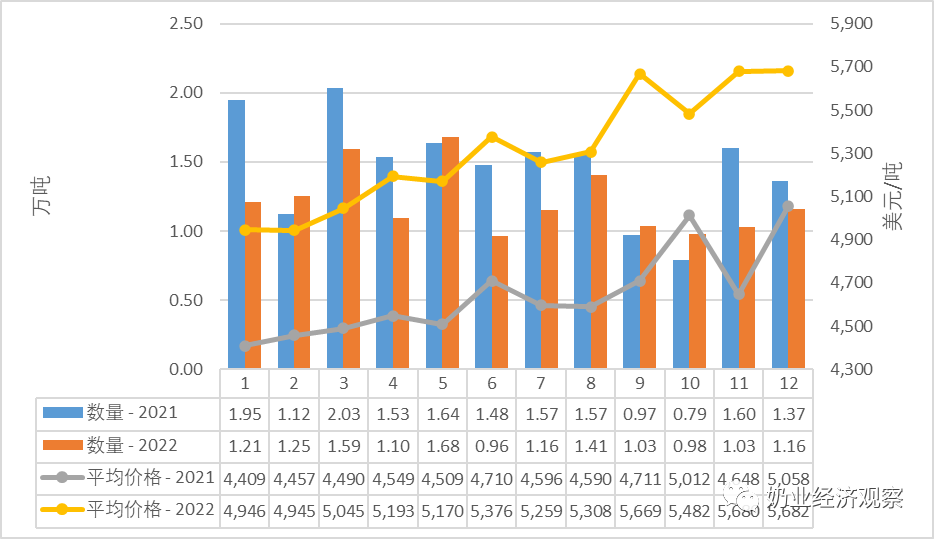 2.50 5,900
5,700
2.00
5,500
1.50 5,300
万吨 美元/吨
5,100
1.00
4,900
4,700
0.50
4,500
0.00 4,300
1 2 3 4 5 6 7 8 9 10 11 12
数量 - 2021 1.95 1.12 2.03 1.53 1.64 1.48 1.57 1.57 0.97 0.79 1.60 1.37
数量 - 2022 1.21 1.25 1.59 1.10 1.68 0.96 1.16 1.41 1.03 0.98 1.03 1.16
平均价格 - 2021 4,409 4,457 4,490 4,549 4,509 4,710 4,596 4,590 4,711 5,012 4,648 5,058
平均价格 - 2022 4,946 4,945 5,045 5,193 5,170 5,376 5,259 5,308 5,669 5,482 5,680 5,682
奶业经济观察